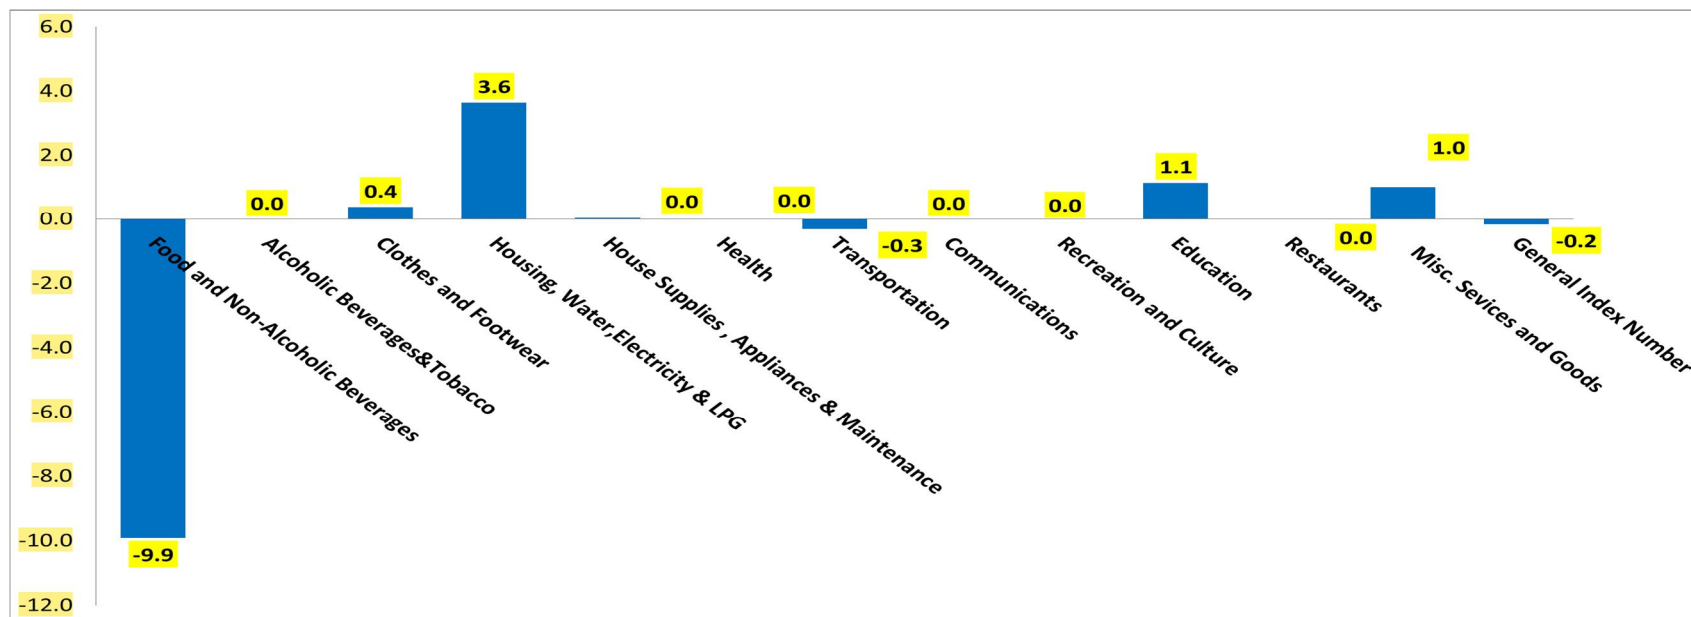 6.0
4.0
2.0
0.0
-2.0
-4.0
-6.0
-8.0
-10.0
-12.0
-9.9
0.0
0.4
3.6
0.0
0.0
-0.3
0.0
0.0
1.1
0.0
1.0
-0.2
Food and Non-Alcoholic Beverages
Alcoholic Beverages&Tobacco
Clothes and Footwear
Housing, Water,Electricity & LPG
House Supplies , Appliances & Maintenance
Health
Transportation
Communications
Recreation and Culture
Education
Restaurants
Misc. Sevices and Goods
General Index Number